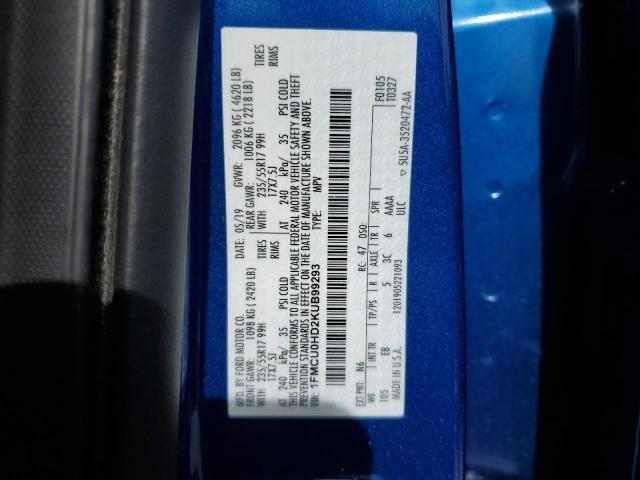 MFD. BY FORD MOTOR CO.
DATE: 05/19 GVWR: 2096 KG ( 4620 LB)
FRONT GAWR: 1098 KG ( 2420 LB) REAR GAWR: 1006 KG ( 2218 LB)
WITH 235/55R17 99H TIRES WITH 235/55R17 99H TIRES
17X7.5J RIMS 17X7.5J RIMS
AT 240 kPa/ 35 PSI COLD AT 240 kPa/ 35 PSI COLD
THIS VEHICLE CONFORMS TO ALL APPLICABLE FEDERAL MOTOR VEHICLE SAFETY AND THEFT
PREVENTION STANDARDS IN EFFECT ON THE DATE OF MANUFACTURE SHOWN ABOVE.
VIN: 1FMCU0HD2KUB99293 TYPE: MPV
F0105
T0327
EXT PNT: N6 RC: 47 DSO:
WB INT TR TP/PS R AXLE TR SPR
105 EB 5 3C 6 AAAA
ULC
▽ 5USA-3520472-AA
MADE IN U.S.A. 1201905221093